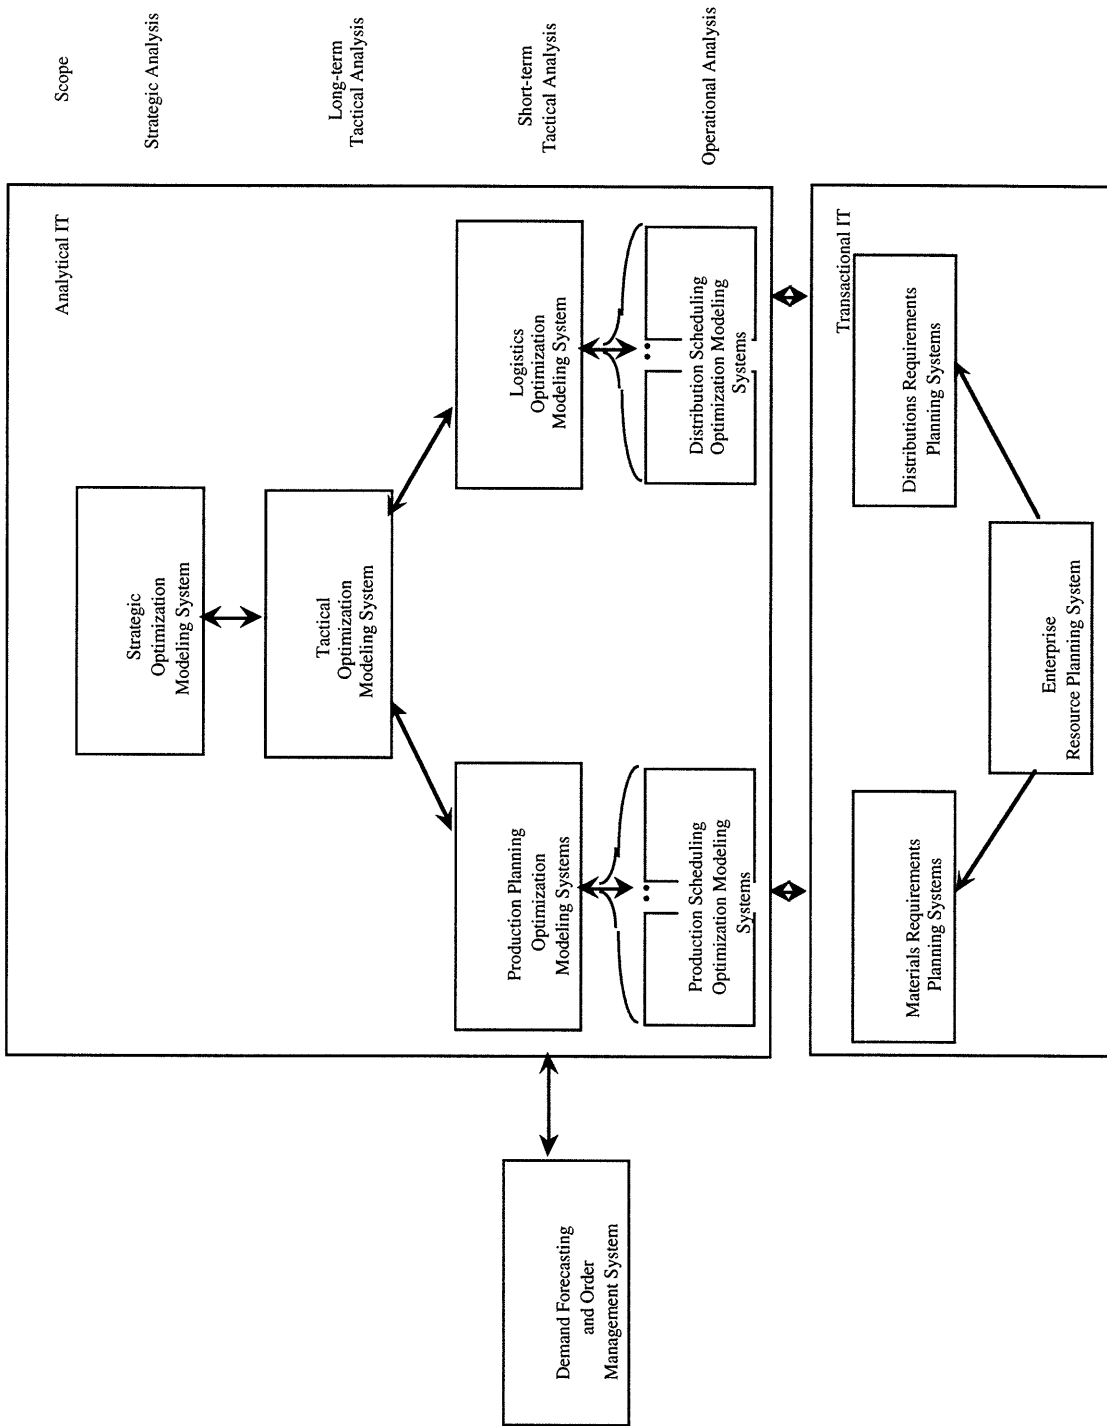 Scope
Strategic Analysis
Long-term
Tactical Analysis
Short-term
Tactical Analysis
Operational Analysis
Analytical IT
Strategic
Optimization
Modeling System
Tactical
Optimization
Modeling System
Production Planning
Optimization
Modeling Systems
Logistics
Optimization
Modeling System
Production Scheduling
Optimization Modeling
Systems
Distribution Scheduling
Optimization Modeling
Systems
Demand Forecasting
and Order
Management System
Transactional IT
Materials Requirements
Planning Systems
Distributions Requirements
Planning Systems
Enterprise
Resource Planning System